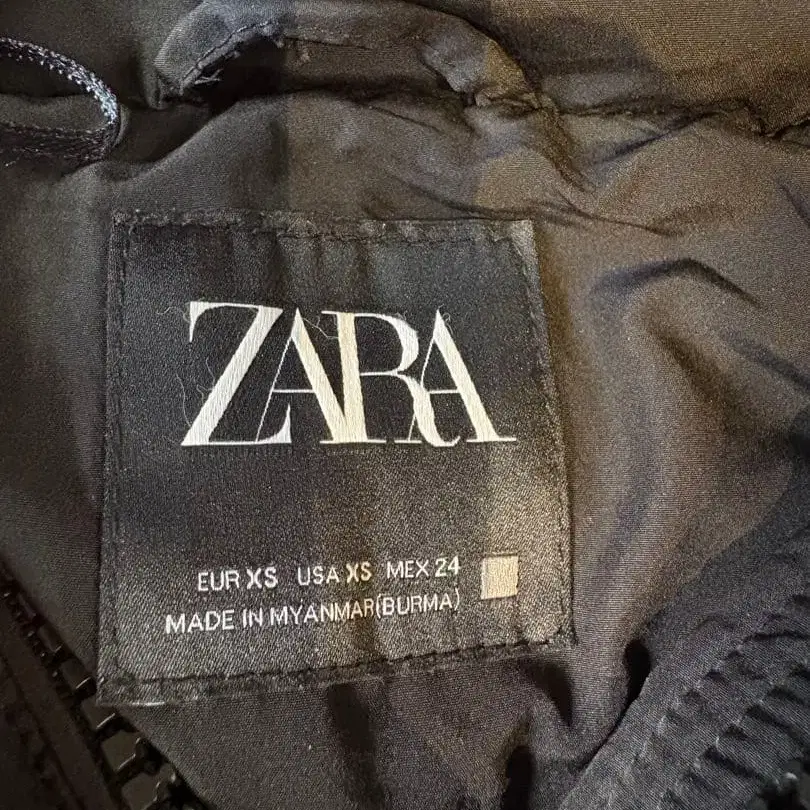 ZARA
EUR XS USA XS MEX 24
MADE IN MYANMAR(BURMA)